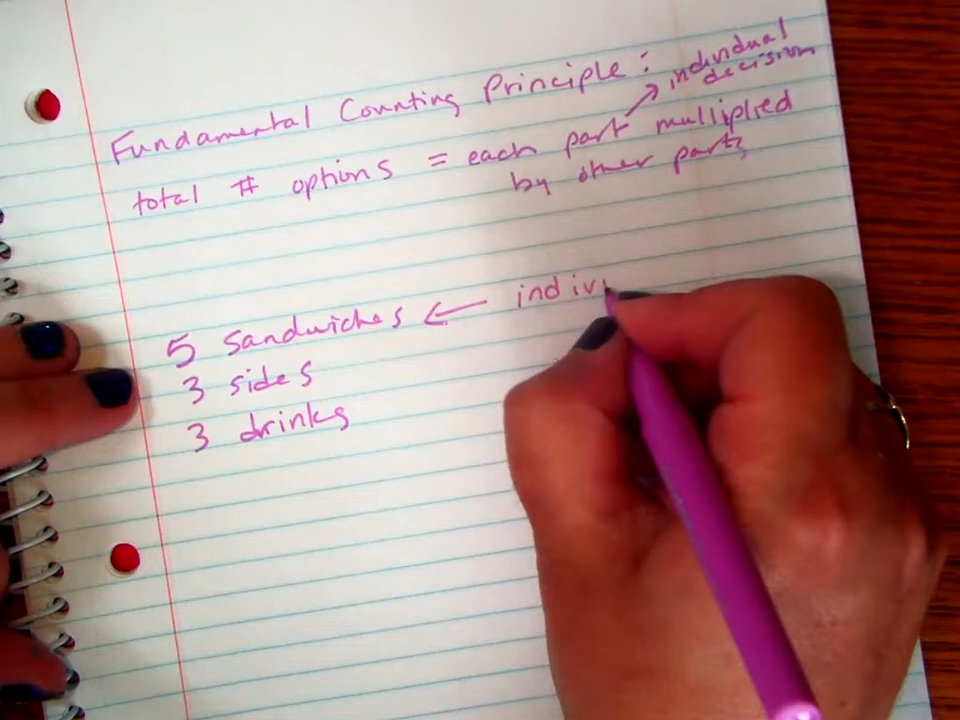 Fundamental Counting Principle: individual
decision
total # options = each part multiplied
by other parts
5 sandwiches ← indivi
3 sides
3 drinks